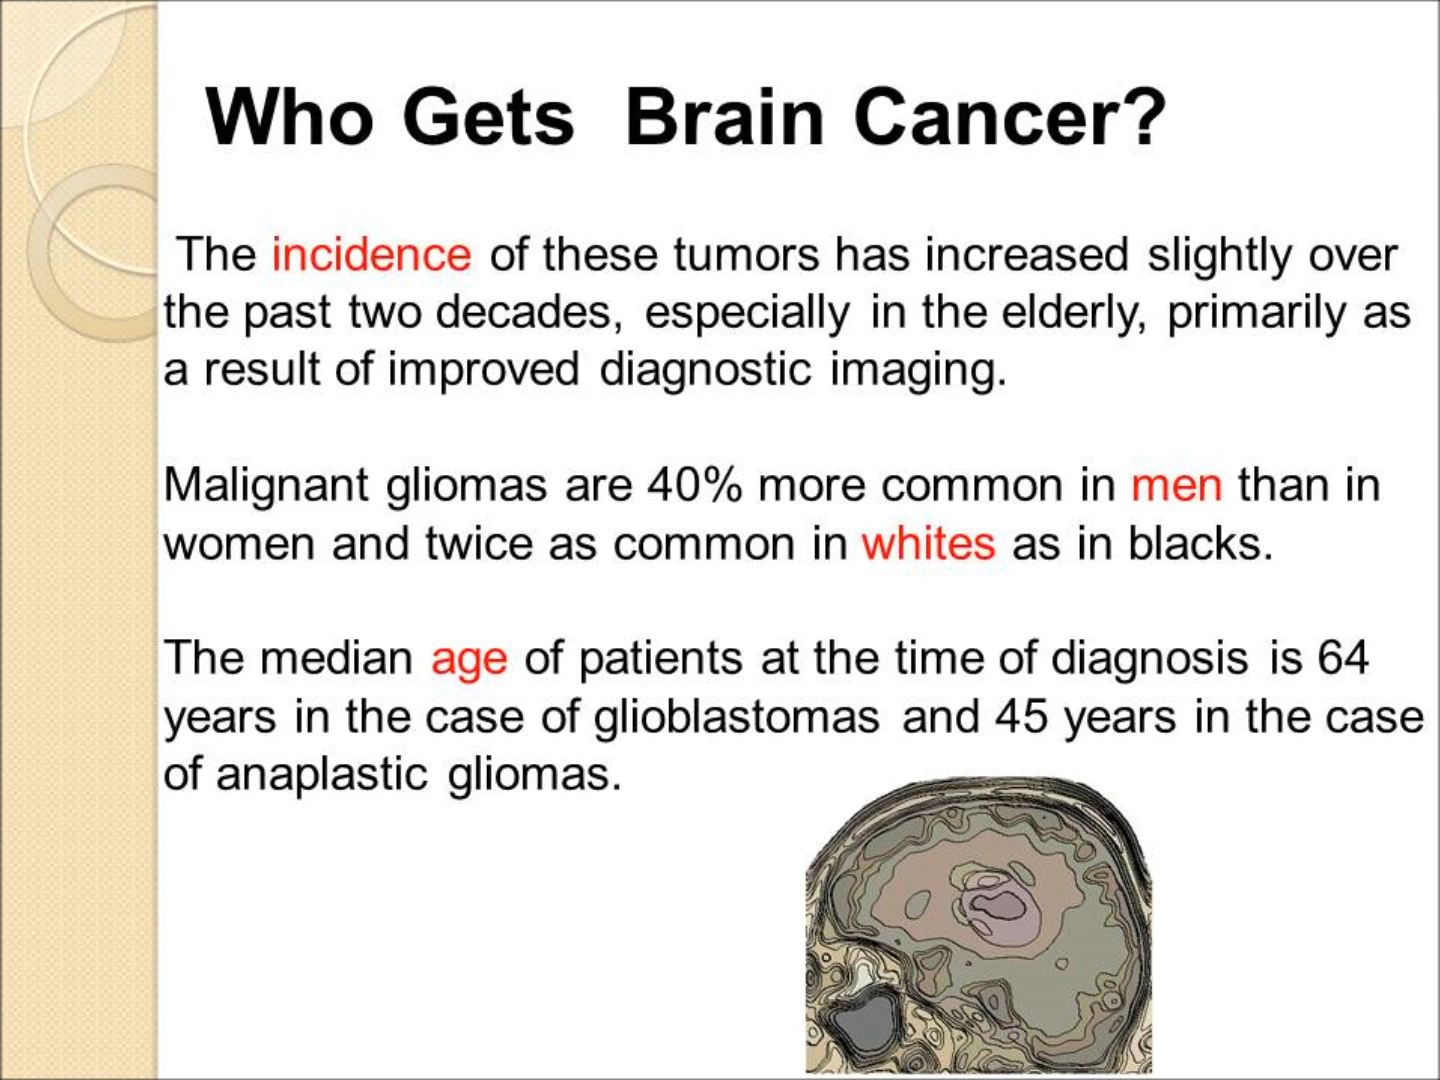 Who Gets Brain Cancer?
The incidence of these tumors has increased slightly over
the past two decades, especially in the elderly, primarily as
a result of improved diagnostic imaging.
Malignant gliomas are 40% more common in men than in
women and twice as common in whites as in blacks.
The median age of patients at the time of diagnosis is 64
years in the case of glioblastomas and 45 years in the case
of anaplastic gliomas.